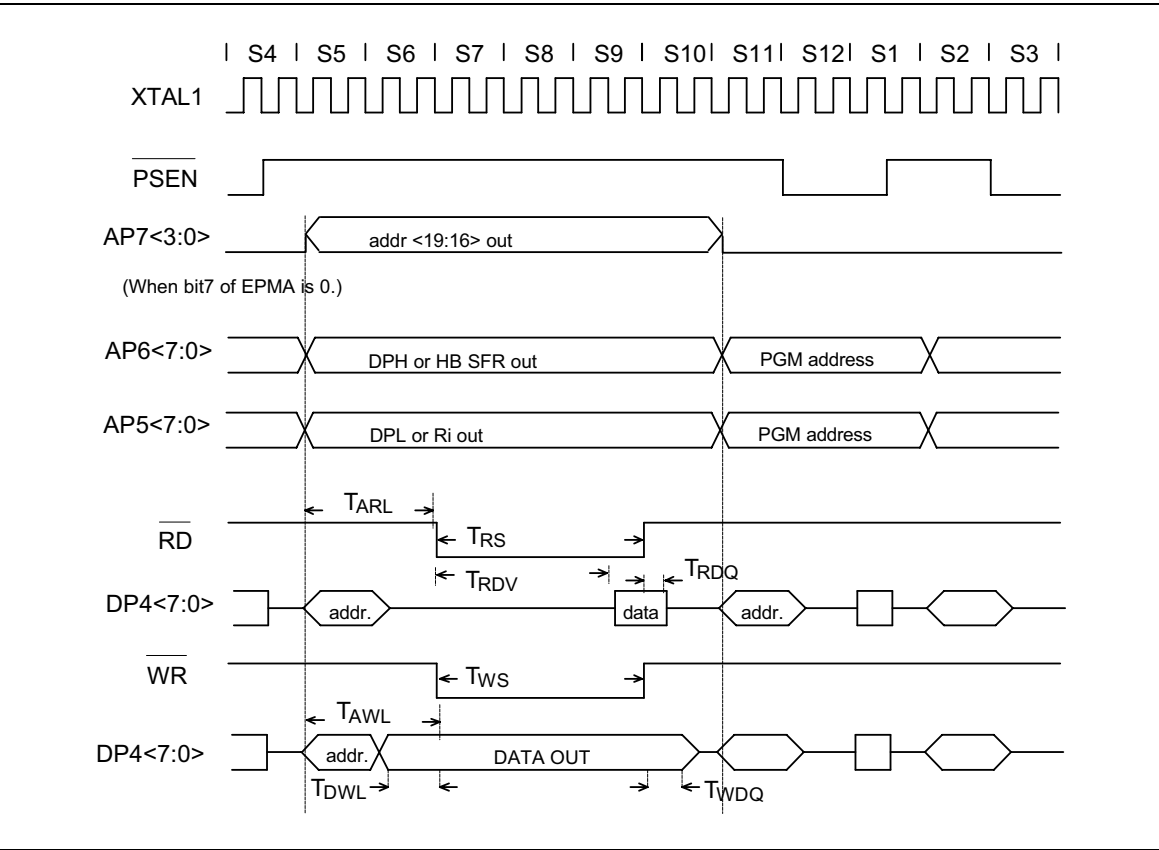 S4 S5 S6 S7 S8 S9 S10 S11 S12 S1 S2 S3
XTAL1
PSEN
AP7<3:0>
addr <19:16> out
(When bit7 of EPMA is 0.)
AP6<7:0>
DPH or HB SFR out
PGM address
AP5<7:0>
DPL or Ri out
PGM address
TARL
RD
TRS
TRDV
TRDQ
DP4<7:0>
addr.
data
addr.
WR
TWS
TAWL
DP4<7:0>
addr.
DATA OUT
TDWL
TWDQ